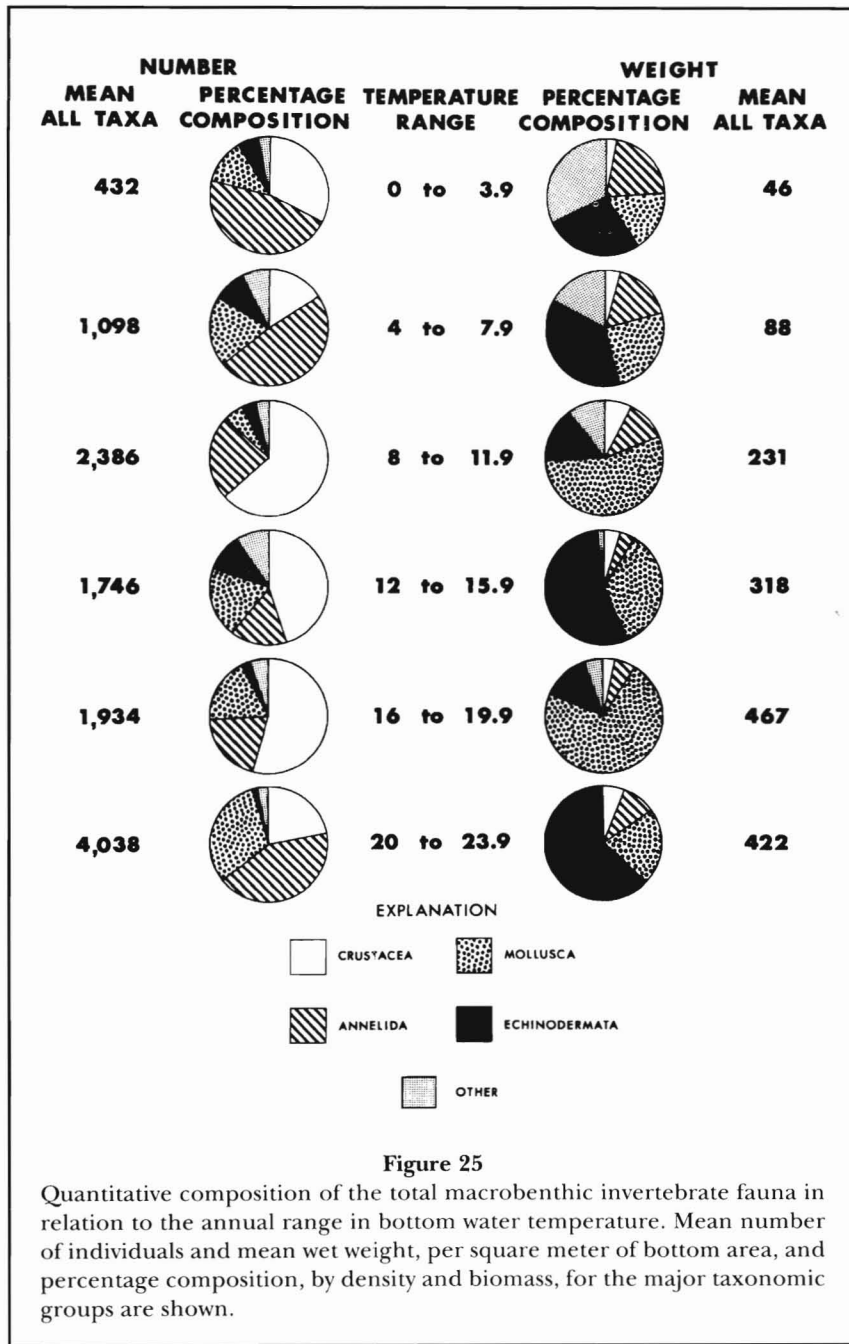 NUMBER WEIGHT
MEAN PERCENTAGE TEMPERATURE PERCENTAGE MEAN
ALL TAXA COMPOSITION RANGE COMPOSITION ALL TAXA
432 0 to 3.9 46
1,098 4 to 7.9 88
2,386 8 to 11.9 231
1,746 12 to 15.9 318
1,934 16 to 19.9 467
4,038 20 to 23.9 422
EXPLANATION
CRUSTACEA MOLLUSCA
ANNELIDA ECHINODERMATA
OTHER
Figure 25
Quantitative composition of the total macrobenthic invertebrate fauna in
relation to the annual range in bottom water temperature. Mean number
of individuals and mean wet weight, per square meter of bottom area, and
percentage composition, by density and biomass, for the major taxonomic
groups are shown.